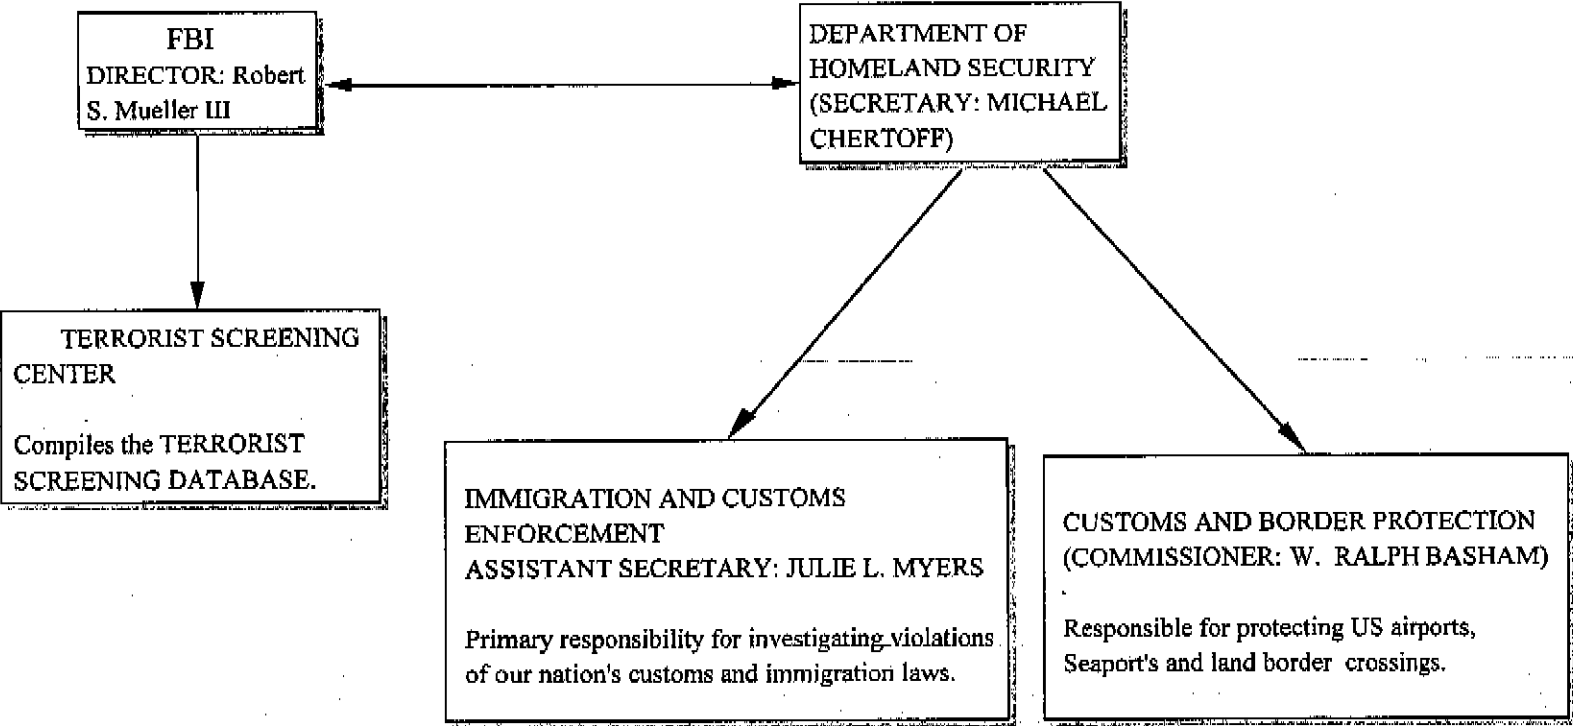 FBI
DIRECTOR: Robert
S. Mueller III
DEPARTMENT OF
HOMELAND SECURITY
(SECRETARY: MICHAEL
CHERTOFF)
TERRORIST SCREENING
CENTER
Compiles the TERRORIST
SCREENING DATABASE.
IMMIGRATION AND CUSTOMS
ENFORCEMENT
ASSISTANT SECRETARY: JULIE L. MYERS
Primary responsibility for investigating violations
of our nation's customs and immigration laws.
CUSTOMS AND BORDER PROTECTION
(COMMISSIONER: W. RALPH BASHAM)
Responsible for protecting US airports,
Seaport's and land border crossings.